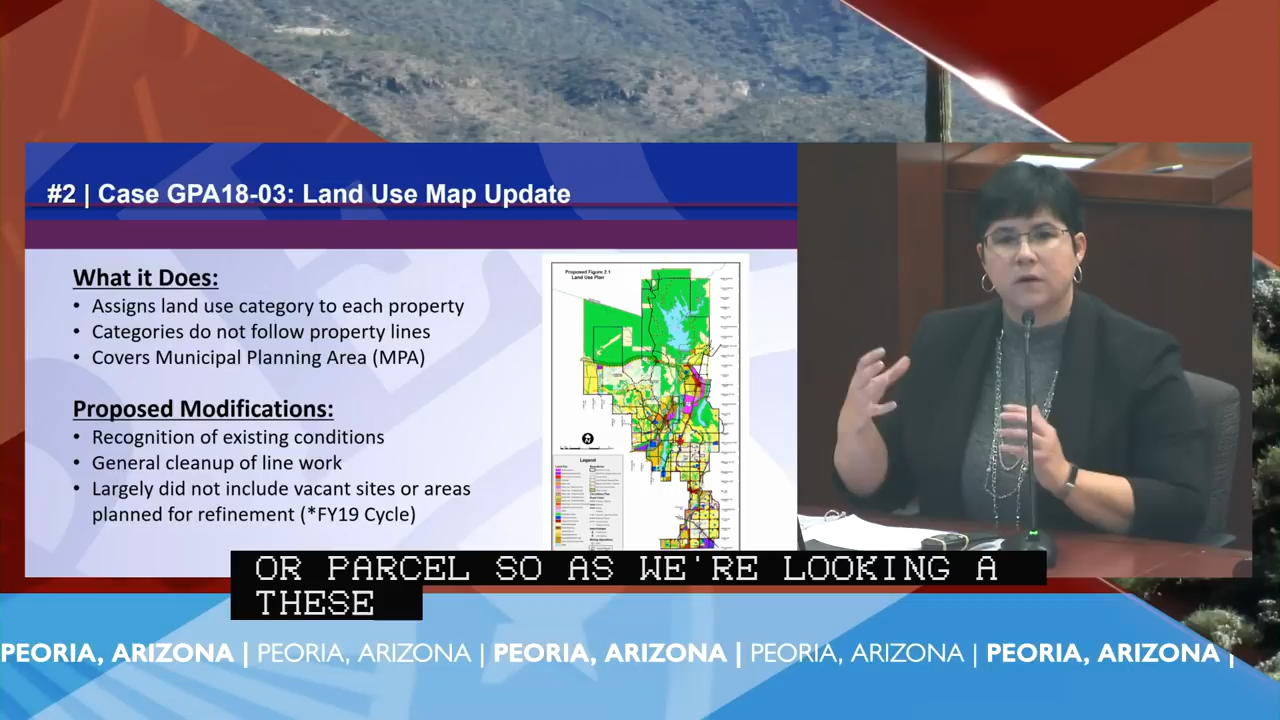 #2 | Case GPA18-03: Land Use Map Update
What it Does:
• Assigns land use category to each property
• Categories do not follow property lines
• Covers Municipal Planning Area (MPA)
Proposed Modifications:
• Recognition of existing conditions
• General cleanup of line work
• Largely did not include vacant sites or areas
planned for refinement (*FY19 Cycle)
Proposed Figure 2.1
Land Use Plan
Legend
OR PARCEL SO AS WE'RE LOOKING A
THESE
PEORIA, ARIZONA | PEORIA, ARIZONA | PEORIA, ARIZONA | PEORIA, ARIZONA | PEORIA, ARIZONA |